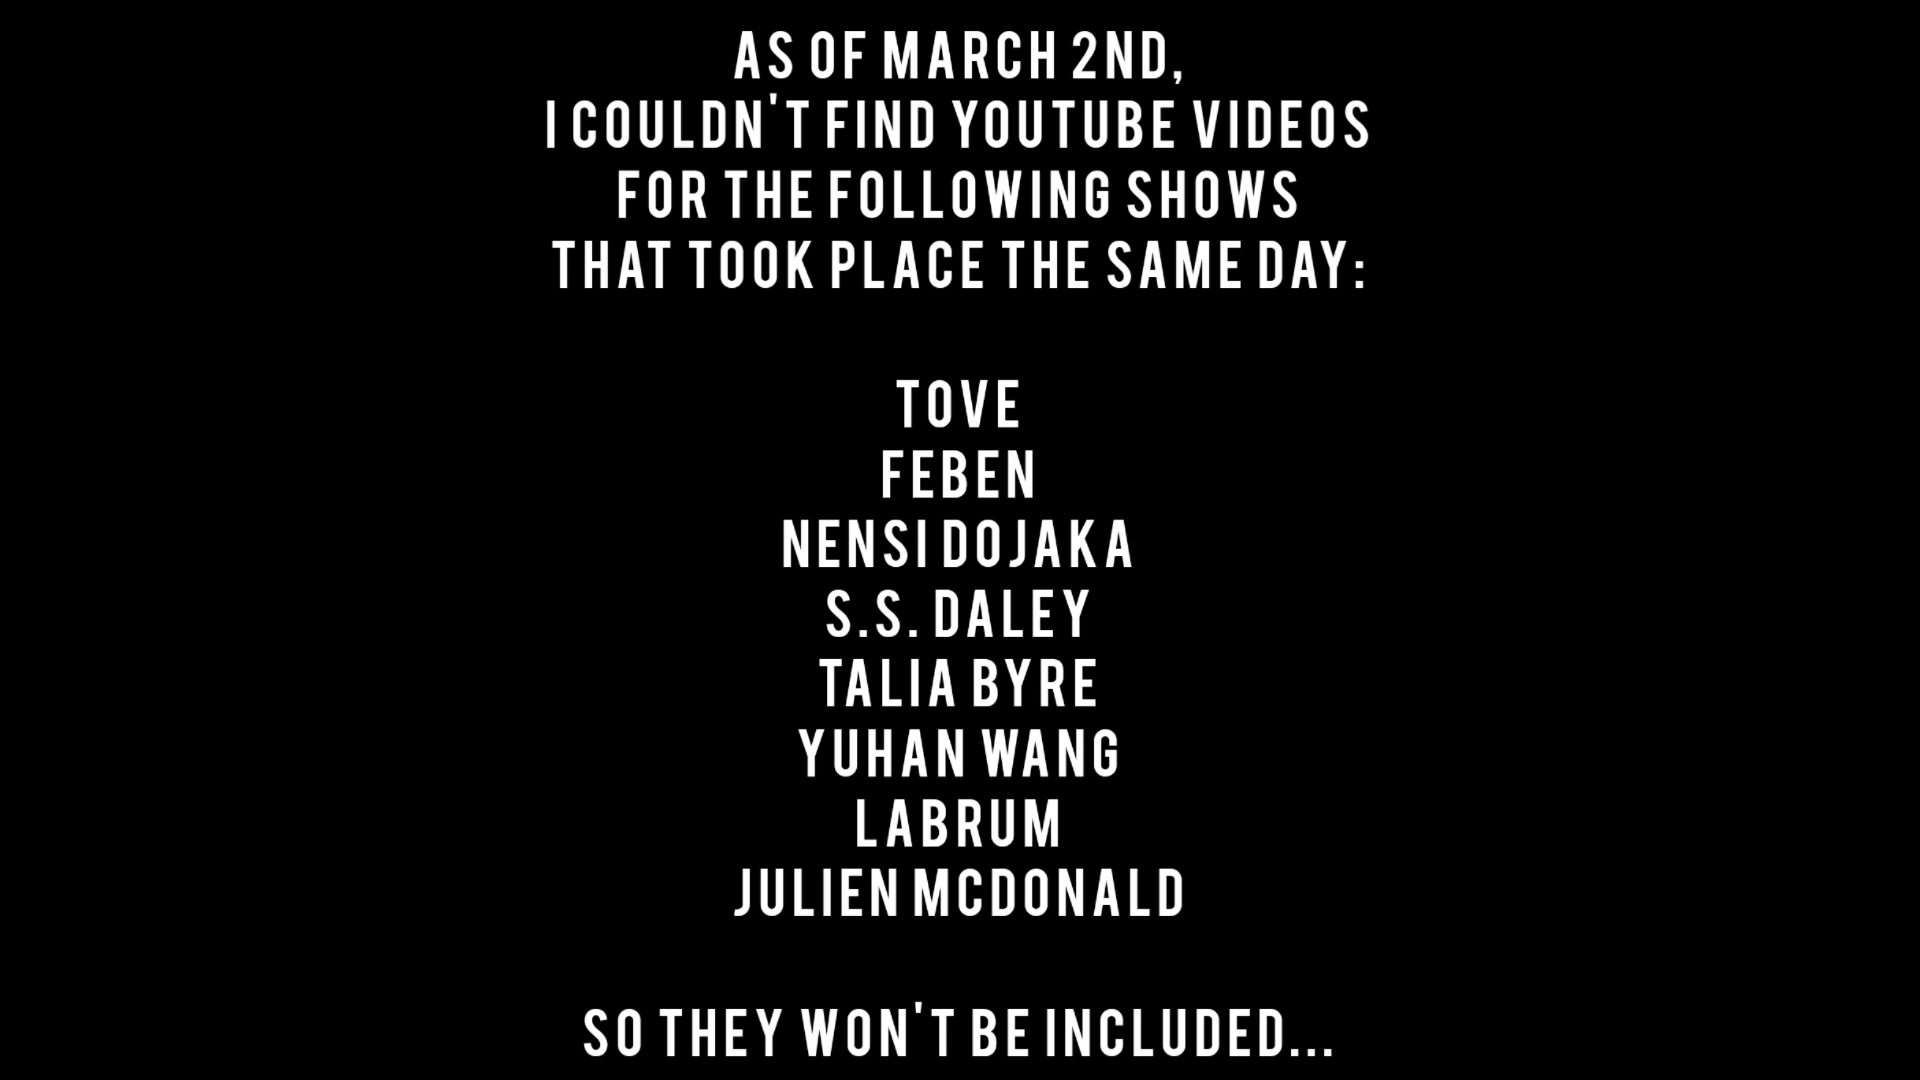 AS OF MARCH 2ND,
I COULDN'T FIND YOUTUBE VIDEOS
FOR THE FOLLOWING SHOWS
THAT TOOK PLACE THE SAME DAY:
TOVE
FEBEN
NENSI DOJAKA
S.S. DALEY
TALIA BYRE
YUHAN WANG
LABRUM
JULIEN MCDONALD
SO THEY WON'T BE INCLUDED...